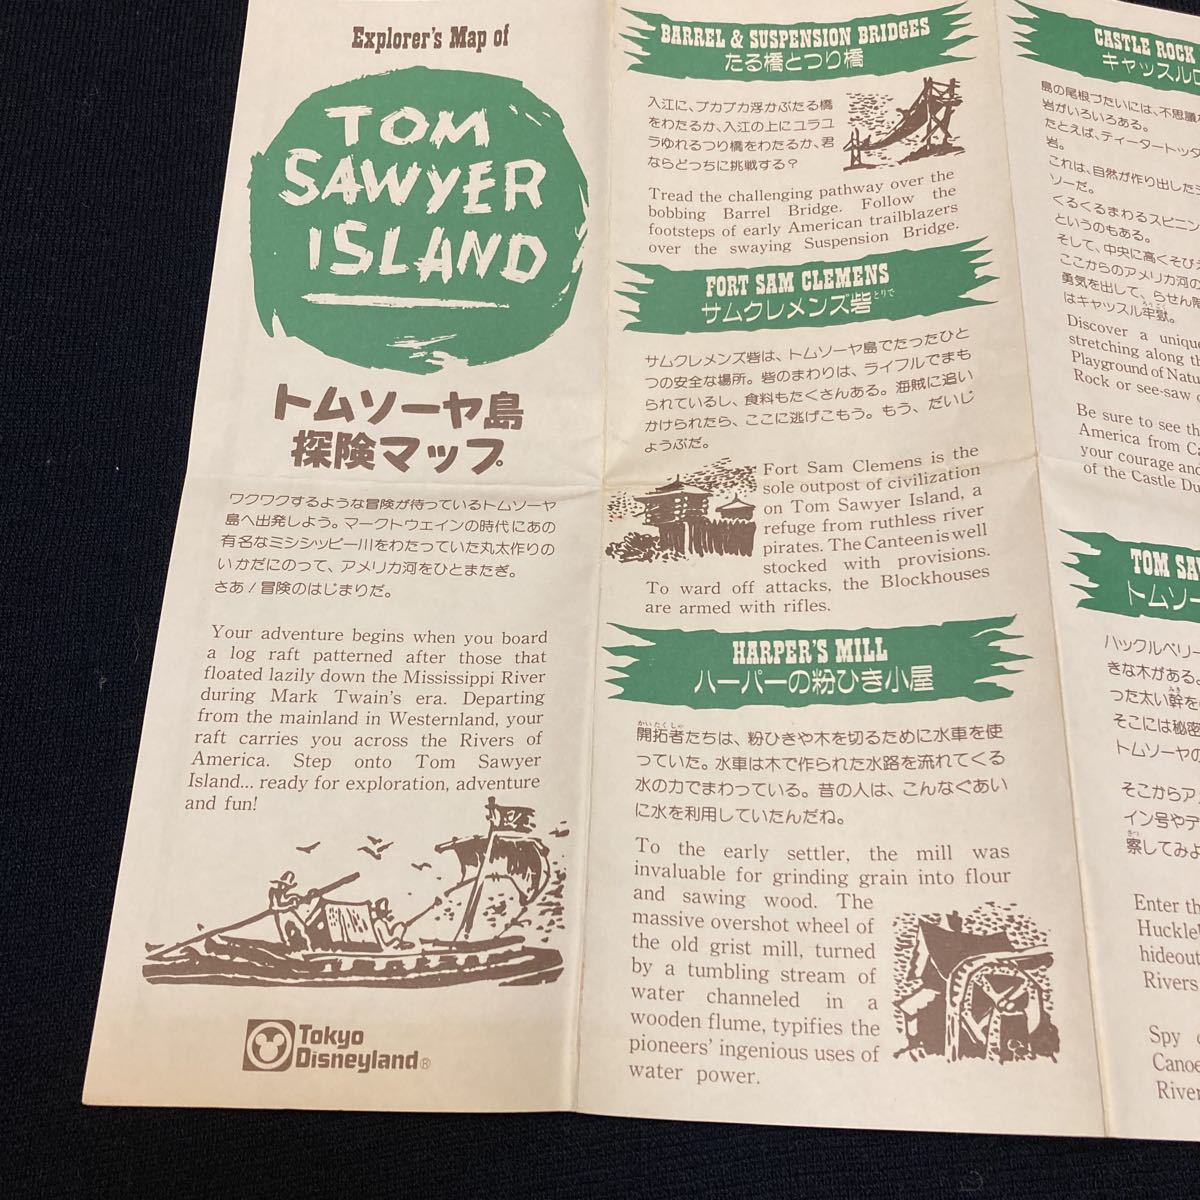 Explorer's Map of
TOM
SAWYER
ISLAND
トムソーヤ島
探険マップ
ワクワクするような冒険が待っているトムソーヤ
島へ出発しよう。マークトウェインの時代にあの
有名なミシシッピー川をわたっていた丸太作りの
いかだにのって、アメリカ河をひとまたぎ。
さあ！冒険のはじまりだ。
Your adventure begins when you board
a log raft patterned after those that
floated lazily down the Mississippi River
during Mark Twain's era. Departing
from the mainland in Westernland, your
raft carries you across the Rivers of
America. Step onto Tom Sawyer
Island... ready for exploration, adventure
and fun!
Tokyo
Disneyland®
BARREL & SUSPENSION BRIDGES
たる橋とつり橋
入江に、プカプカ浮かぶたる橋
をわたるか、入江の上にユラユ
ラゆれるつり橋をわたるか、君
ならどっちに挑戦する？
Tread the challenging pathway over the
bobbing Barrel Bridge. Follow the
footsteps of early American trailblazers
over the swaying Suspension Bridge.
FORT SAM CLEMENS
サムクレメンズ砦
とりで
サムクレメンズ砦は、トムソーヤ島でたったひと
つの安全な場所。砦のまわりは、ライフルでまも
られているし、食料もたくさんある。海賊に追い
かけられたら、ここに逃げこもう。もう、だいじ
ょうぶだ。
Fort Sam Clemens is the
sole outpost of civilization
on Tom Sawyer Island, a
refuge from ruthless river
pirates. The Canteen is well
stocked with provisions.
To ward off attacks, the Blockhouses
are armed with rifles.
HARPER'S MILL
ハーパーの粉ひき小屋
かいたくしゃ
開拓者たちは、粉ひきや木を切るために水車を使
っていた。水車は木で作られた水路を流れてくる
水の力でまわっている。昔の人は、こんなぐあい
に水を利用していたんだね。
To the early settler, the mill was
invaluable for grinding grain into flour
and sawing wood. The
massive overshot wheel of
the old grist mill, turned
by a tumbling stream of
water channeled in a
wooden flume, typifies the
pioneers' ingenious uses of
water power.
CASTLE ROCK
キャッスルロ
島の尾根づたいには、不思議
岩がいろいろある。
たとえば、ティータートッタ
岩。
これは、自然が作り出した
ソーだ。
くるくるまわるスピニン
というのもある。
そして、中央に高くそび
ここからのアメリカ河の
勇気を出して、らせん
はキャッスル牢獄。
Discover a unique
stretching along th
Playground of Natu
Rock or see-saw
Be sure to see th
America from Ca
your courage and
of the Castle Du
TOM SA
トムソー
ハックルベリー
きな木がある。
みき
った太い幹を
そこには秘密
トムソーヤの
そこからア
イン号やデ
察してみよ
Enter th
Huckle
hideout
Rivers
Spy
Canoe
River